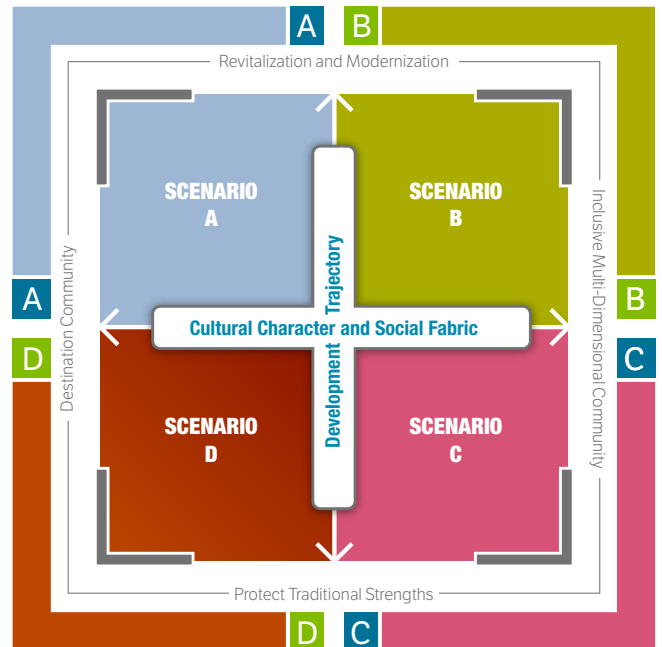 A B
Revitalization and Modernization
SCENARIO
A
SCENARIO
B
Destination Community
Inclusive Multi-Dimensional Community
A
B
Development Trajectory
Cultural Character and Social Fabric
D
C
SCENARIO
D
SCENARIO
C
Protect Traditional Strengths
D C